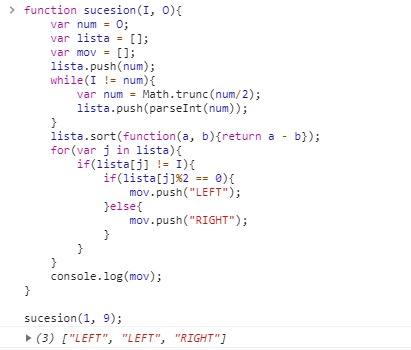 > function sucesion(I, O){
    var num = O;
    var lista = [];
    var mov = [];
    lista.push(num);
    while(I != num){
        var num = Math.trunc(num/2);
        lista.push(parseInt(num));
    }
    lista.sort(function(a, b){return a - b});
    for(var j in lista){
        if(lista[j] != I){
            if(lista[j]%2 == 0){
                mov.push("LEFT");
            }else{
                mov.push("RIGHT");
            }
        }
    }
    console.log(mov);
}

sucesion(1, 9);
▶ (3) ["LEFT", "LEFT", "RIGHT"]